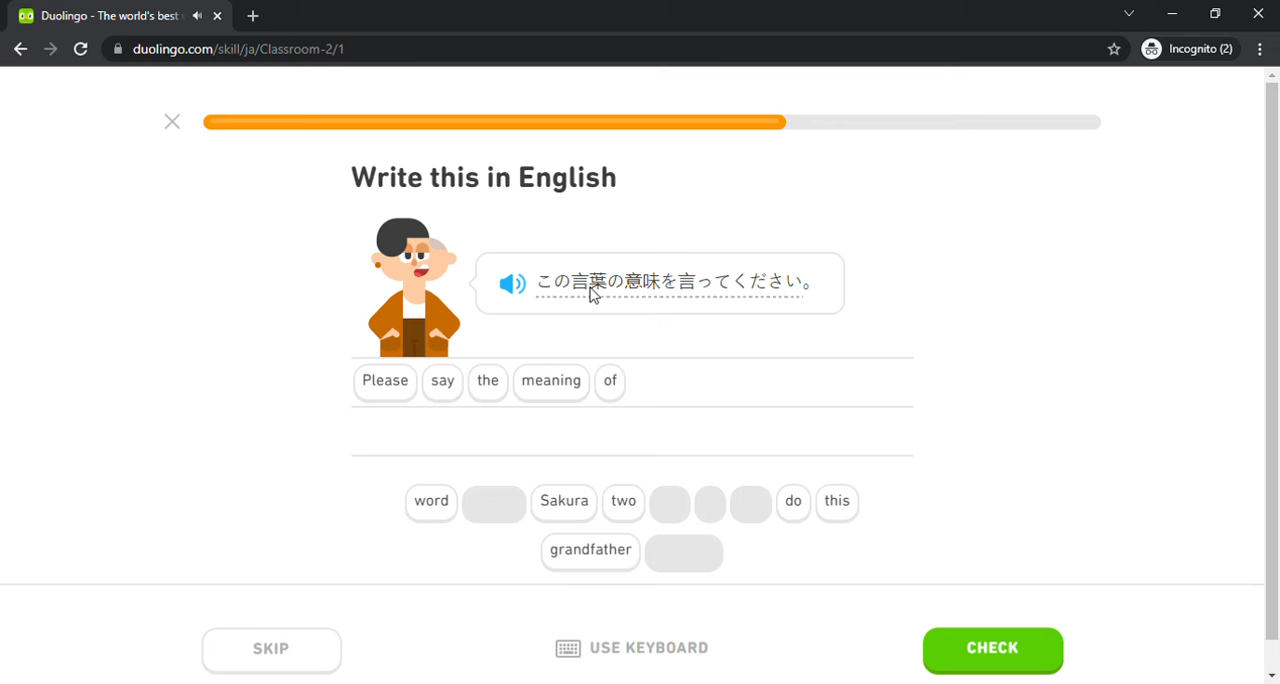 Duolingo - The world's best
duolingo.com/skill/ja/Classroom-2/1
Incognito (2)
Write this in English
この言葉の意味を言ってください。
Please say the meaning of
word Sakura two do this
grandfather
SKIP
USE KEYBOARD
CHECK